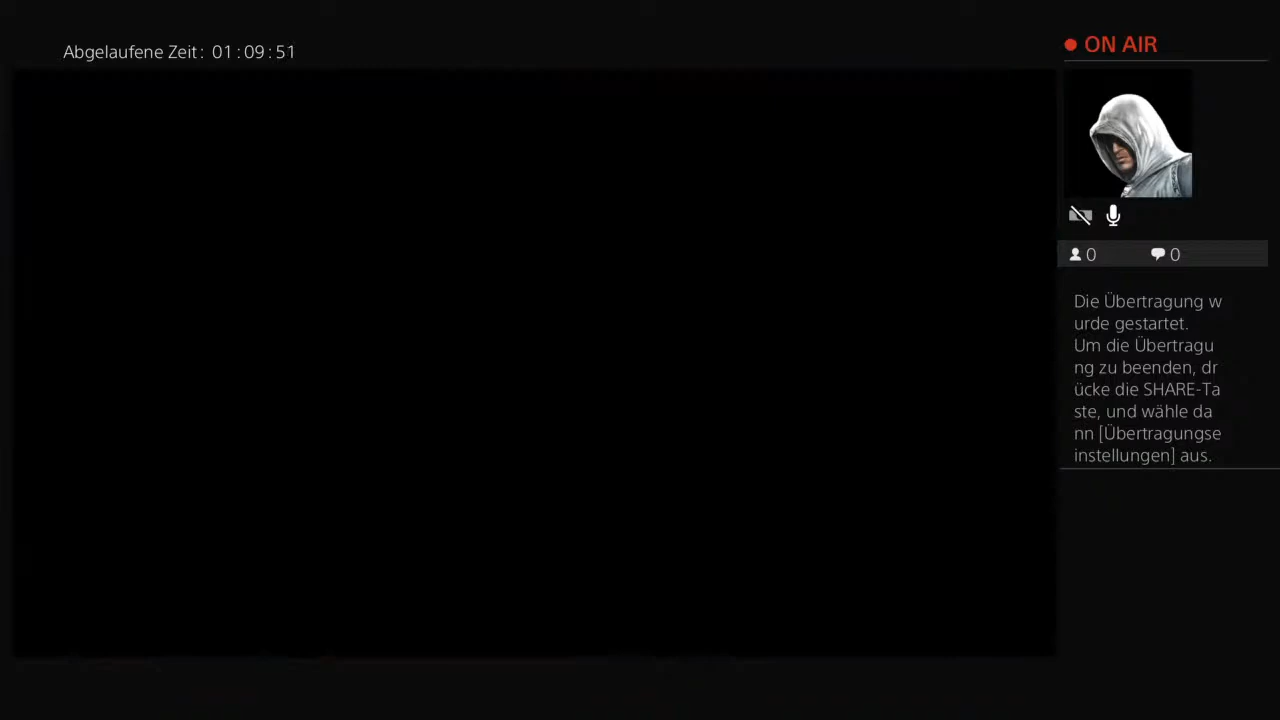 Abgelaufene Zeit: 01:09:51
ON AIR
0
0
Die Übertragung w
urde gestartet.
Um die Übertragu
ng zu beenden, dr
ücke die SHARE-Ta
ste, und wähle da
nn [Übertragungse
instellungen] aus.